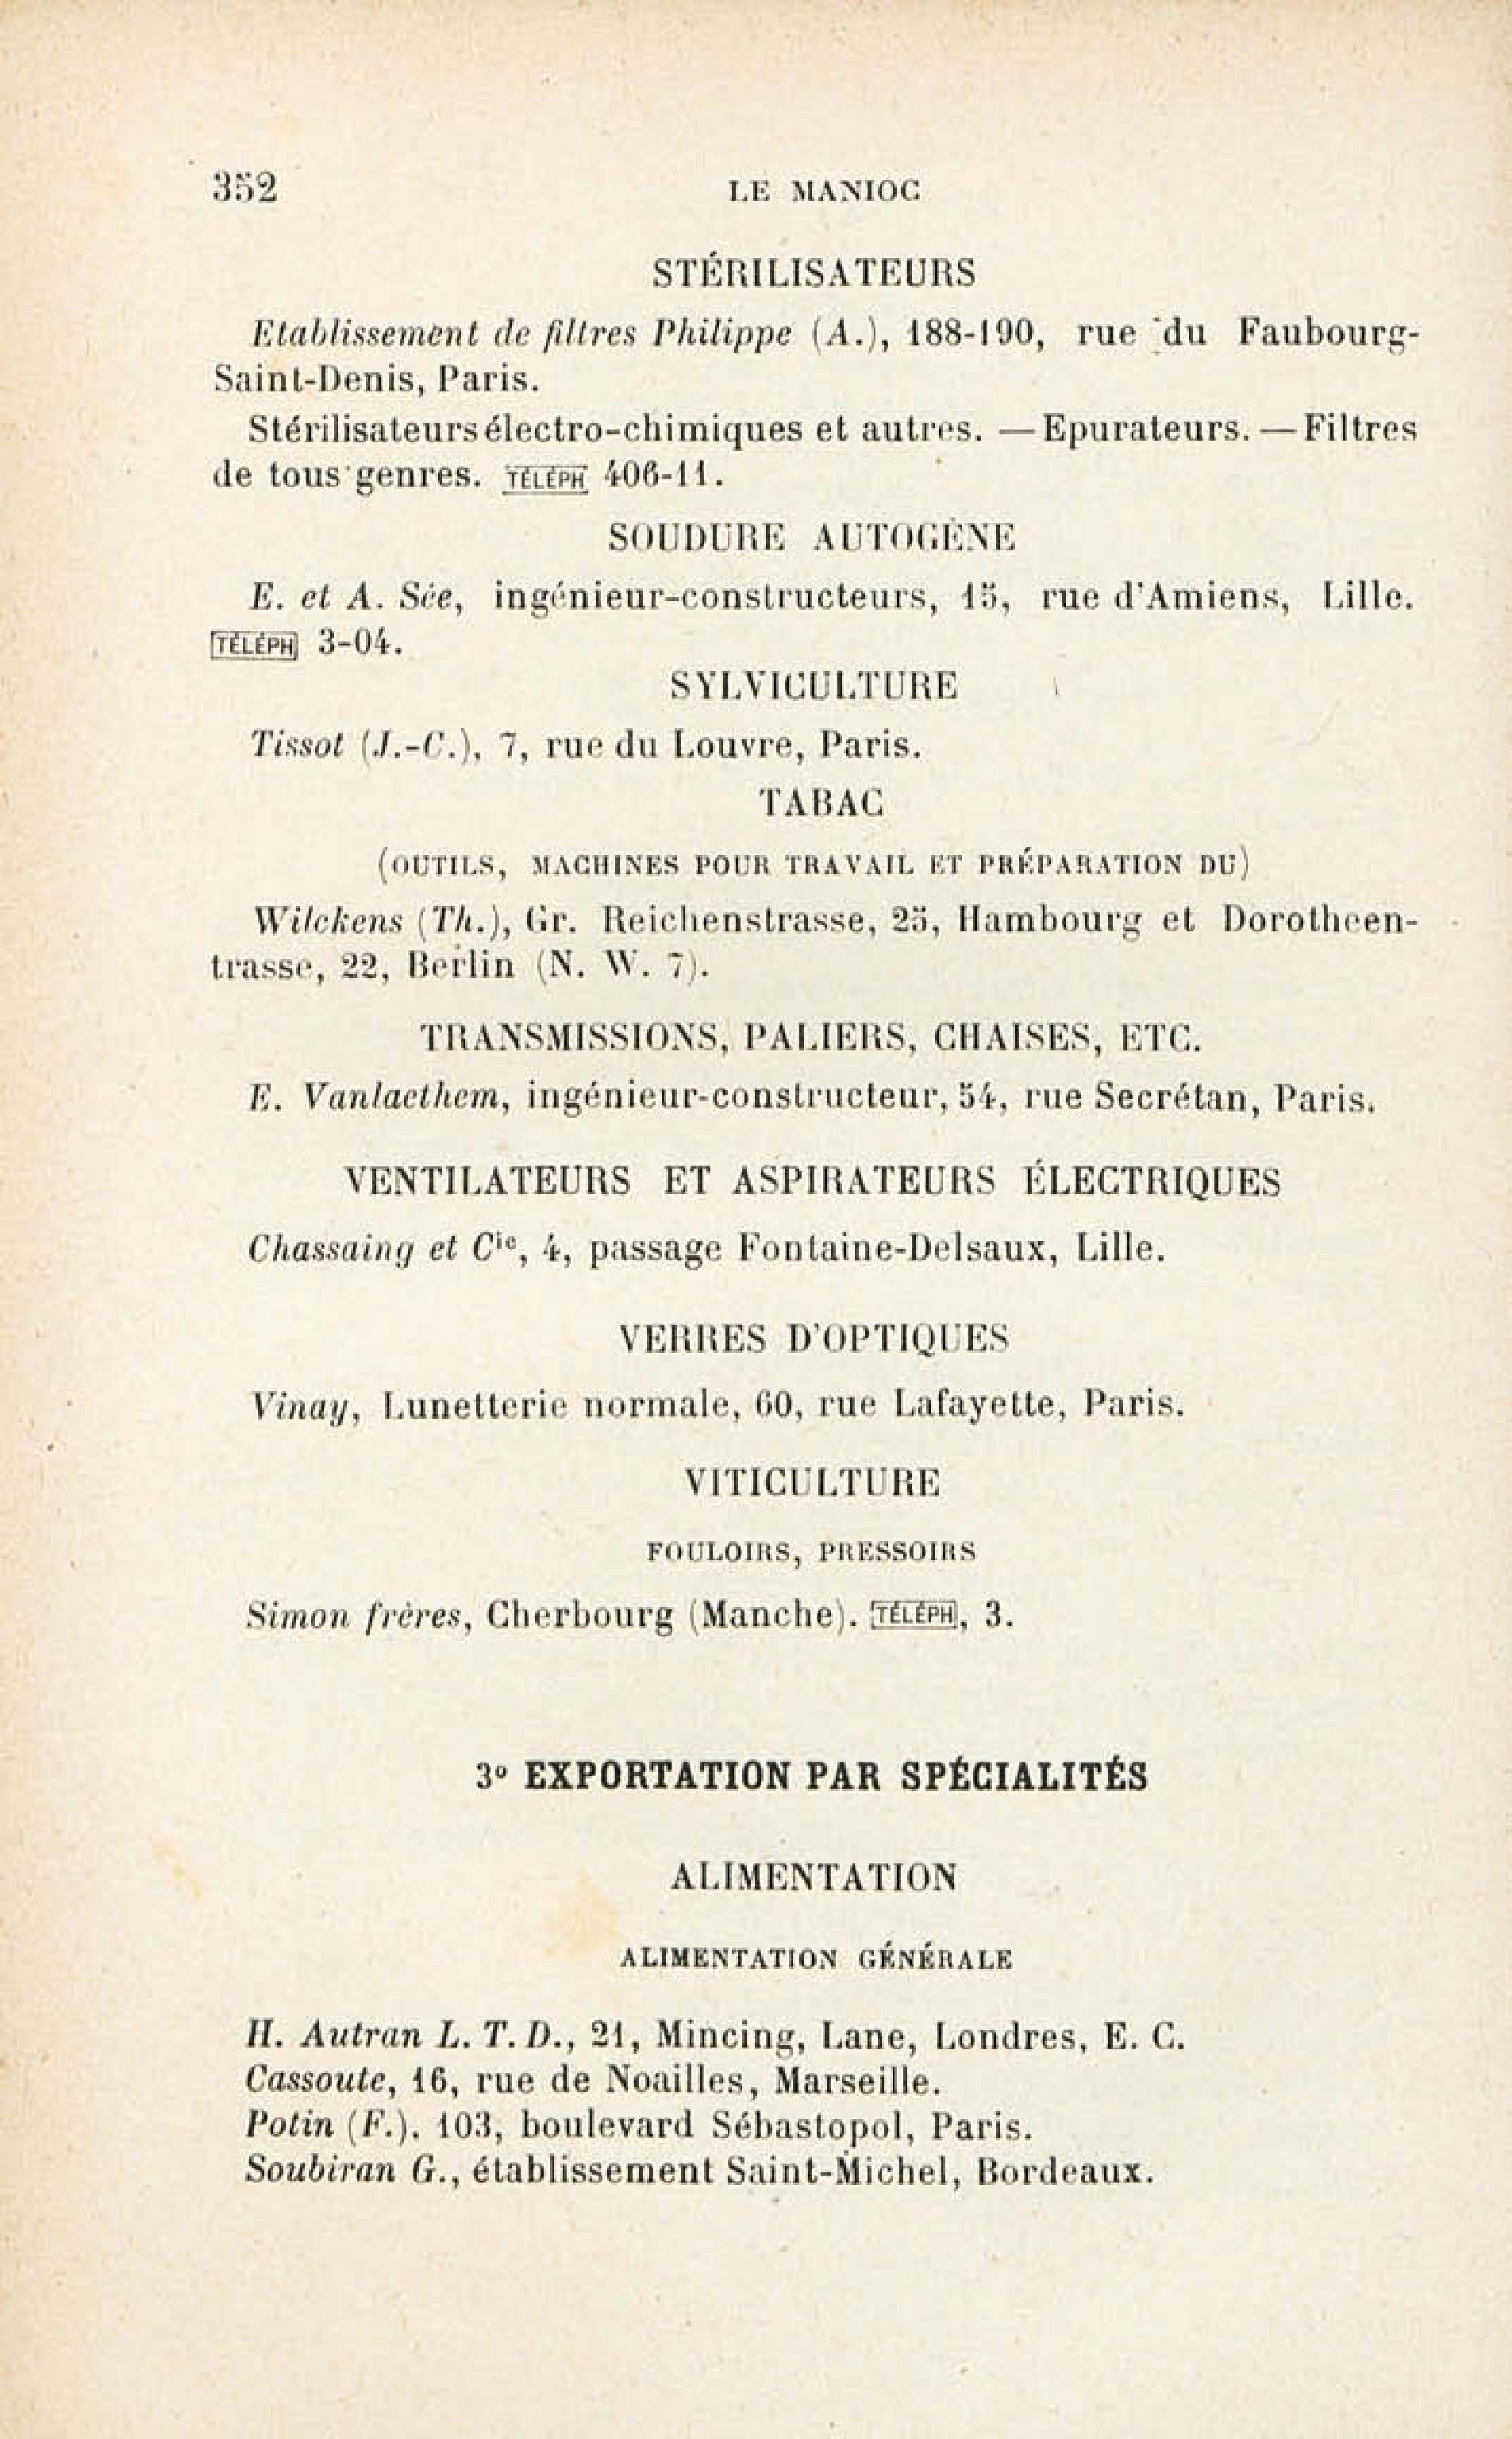 352
LE MANIOC
STÉRILISATEURS
Etablissement de filtres Philippe (A.), 188-190, rue du Faubourg-
Saint-Denis, Paris.
Stérilisateurs électro-chimiques et autres. — Epurateurs. — Filtres
de tous genres. TÉLÉPH 406-11.
SOUDURE AUTOGÈNE
E. et A. Sée, ingénieur-constructeurs, 15, rue d'Amiens, Lille.
TÉLÉPH 3-04.
SYLVICULTURE
Tissot (J.-C.), 7, rue du Louvre, Paris.
TABAC
(OUTILS, MACHINES POUR TRAVAIL ET PRÉPARATION DU)
Wilckens (Th.), Gr. Reichenstrasse, 25, Hambourg et Dorotheen-
trasse, 22, Berlin (N. W. 7).
TRANSMISSIONS, PALIERS, CHAISES, ETC.
E. Vanlaethem, ingénieur-constructeur, 54, rue Secrétan, Paris.
VENTILATEURS ET ASPIRATEURS ÉLECTRIQUES
Chassaing et Cie, 4, passage Fontaine-Delsaux, Lille.
VERRES D'OPTIQUES
Vinay, Lunetterie normale, 60, rue Lafayette, Paris.
VITICULTURE
FOULOIRS, PRESSOIRS
Simon frères, Cherbourg (Manche). TÉLÉPH, 3.
3º EXPORTATION PAR SPÉCIALITÉS
ALIMENTATION
ALIMENTATION GÉNÉRALE
H. Autran L. T. D., 21, Mincing, Lane, Londres, E. C.
Cassoute, 16, rue de Noailles, Marseille.
Potin (F.). 103, boulevard Sébastopol, Paris.
Soubiran G., établissement Saint-Michel, Bordeaux.